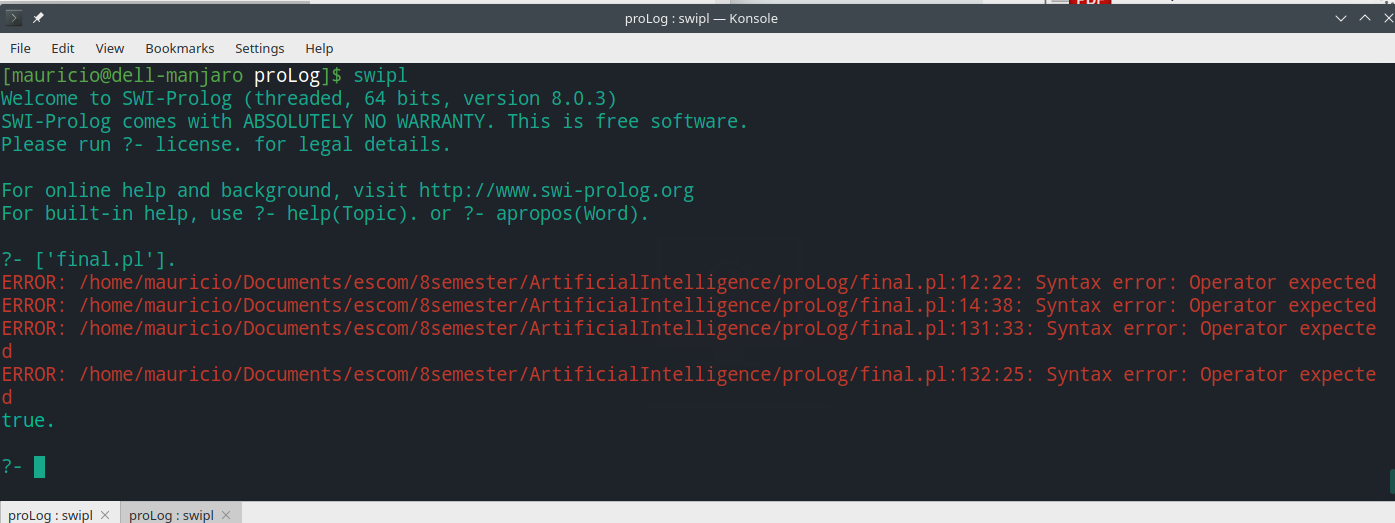 PDF
proLog : swipl — Konsole
File Edit View Bookmarks Settings Help
[mauricio@dell-manjaro proLog]$ swipl
Welcome to SWI-Prolog (threaded, 64 bits, version 8.0.3)
SWI-Prolog comes with ABSOLUTELY NO WARRANTY. This is free software.
Please run ?- license. for legal details.
For online help and background, visit http://www.swi-prolog.org
For built-in help, use ?- help(Topic). or ?- apropos(Word).
?- ['final.pl'].
ERROR: /home/mauricio/Documents/escom/8semester/ArtificialIntelligence/proLog/final.pl:12:22: Syntax error: Operator expected
ERROR: /home/mauricio/Documents/escom/8semester/ArtificialIntelligence/proLog/final.pl:14:38: Syntax error: Operator expected
ERROR: /home/mauricio/Documents/escom/8semester/ArtificialIntelligence/proLog/final.pl:131:33: Syntax error: Operator expecte
d
ERROR: /home/mauricio/Documents/escom/8semester/ArtificialIntelligence/proLog/final.pl:132:25: Syntax error: Operator expecte
d
true.
?-
proLog : swipl proLog : swipl